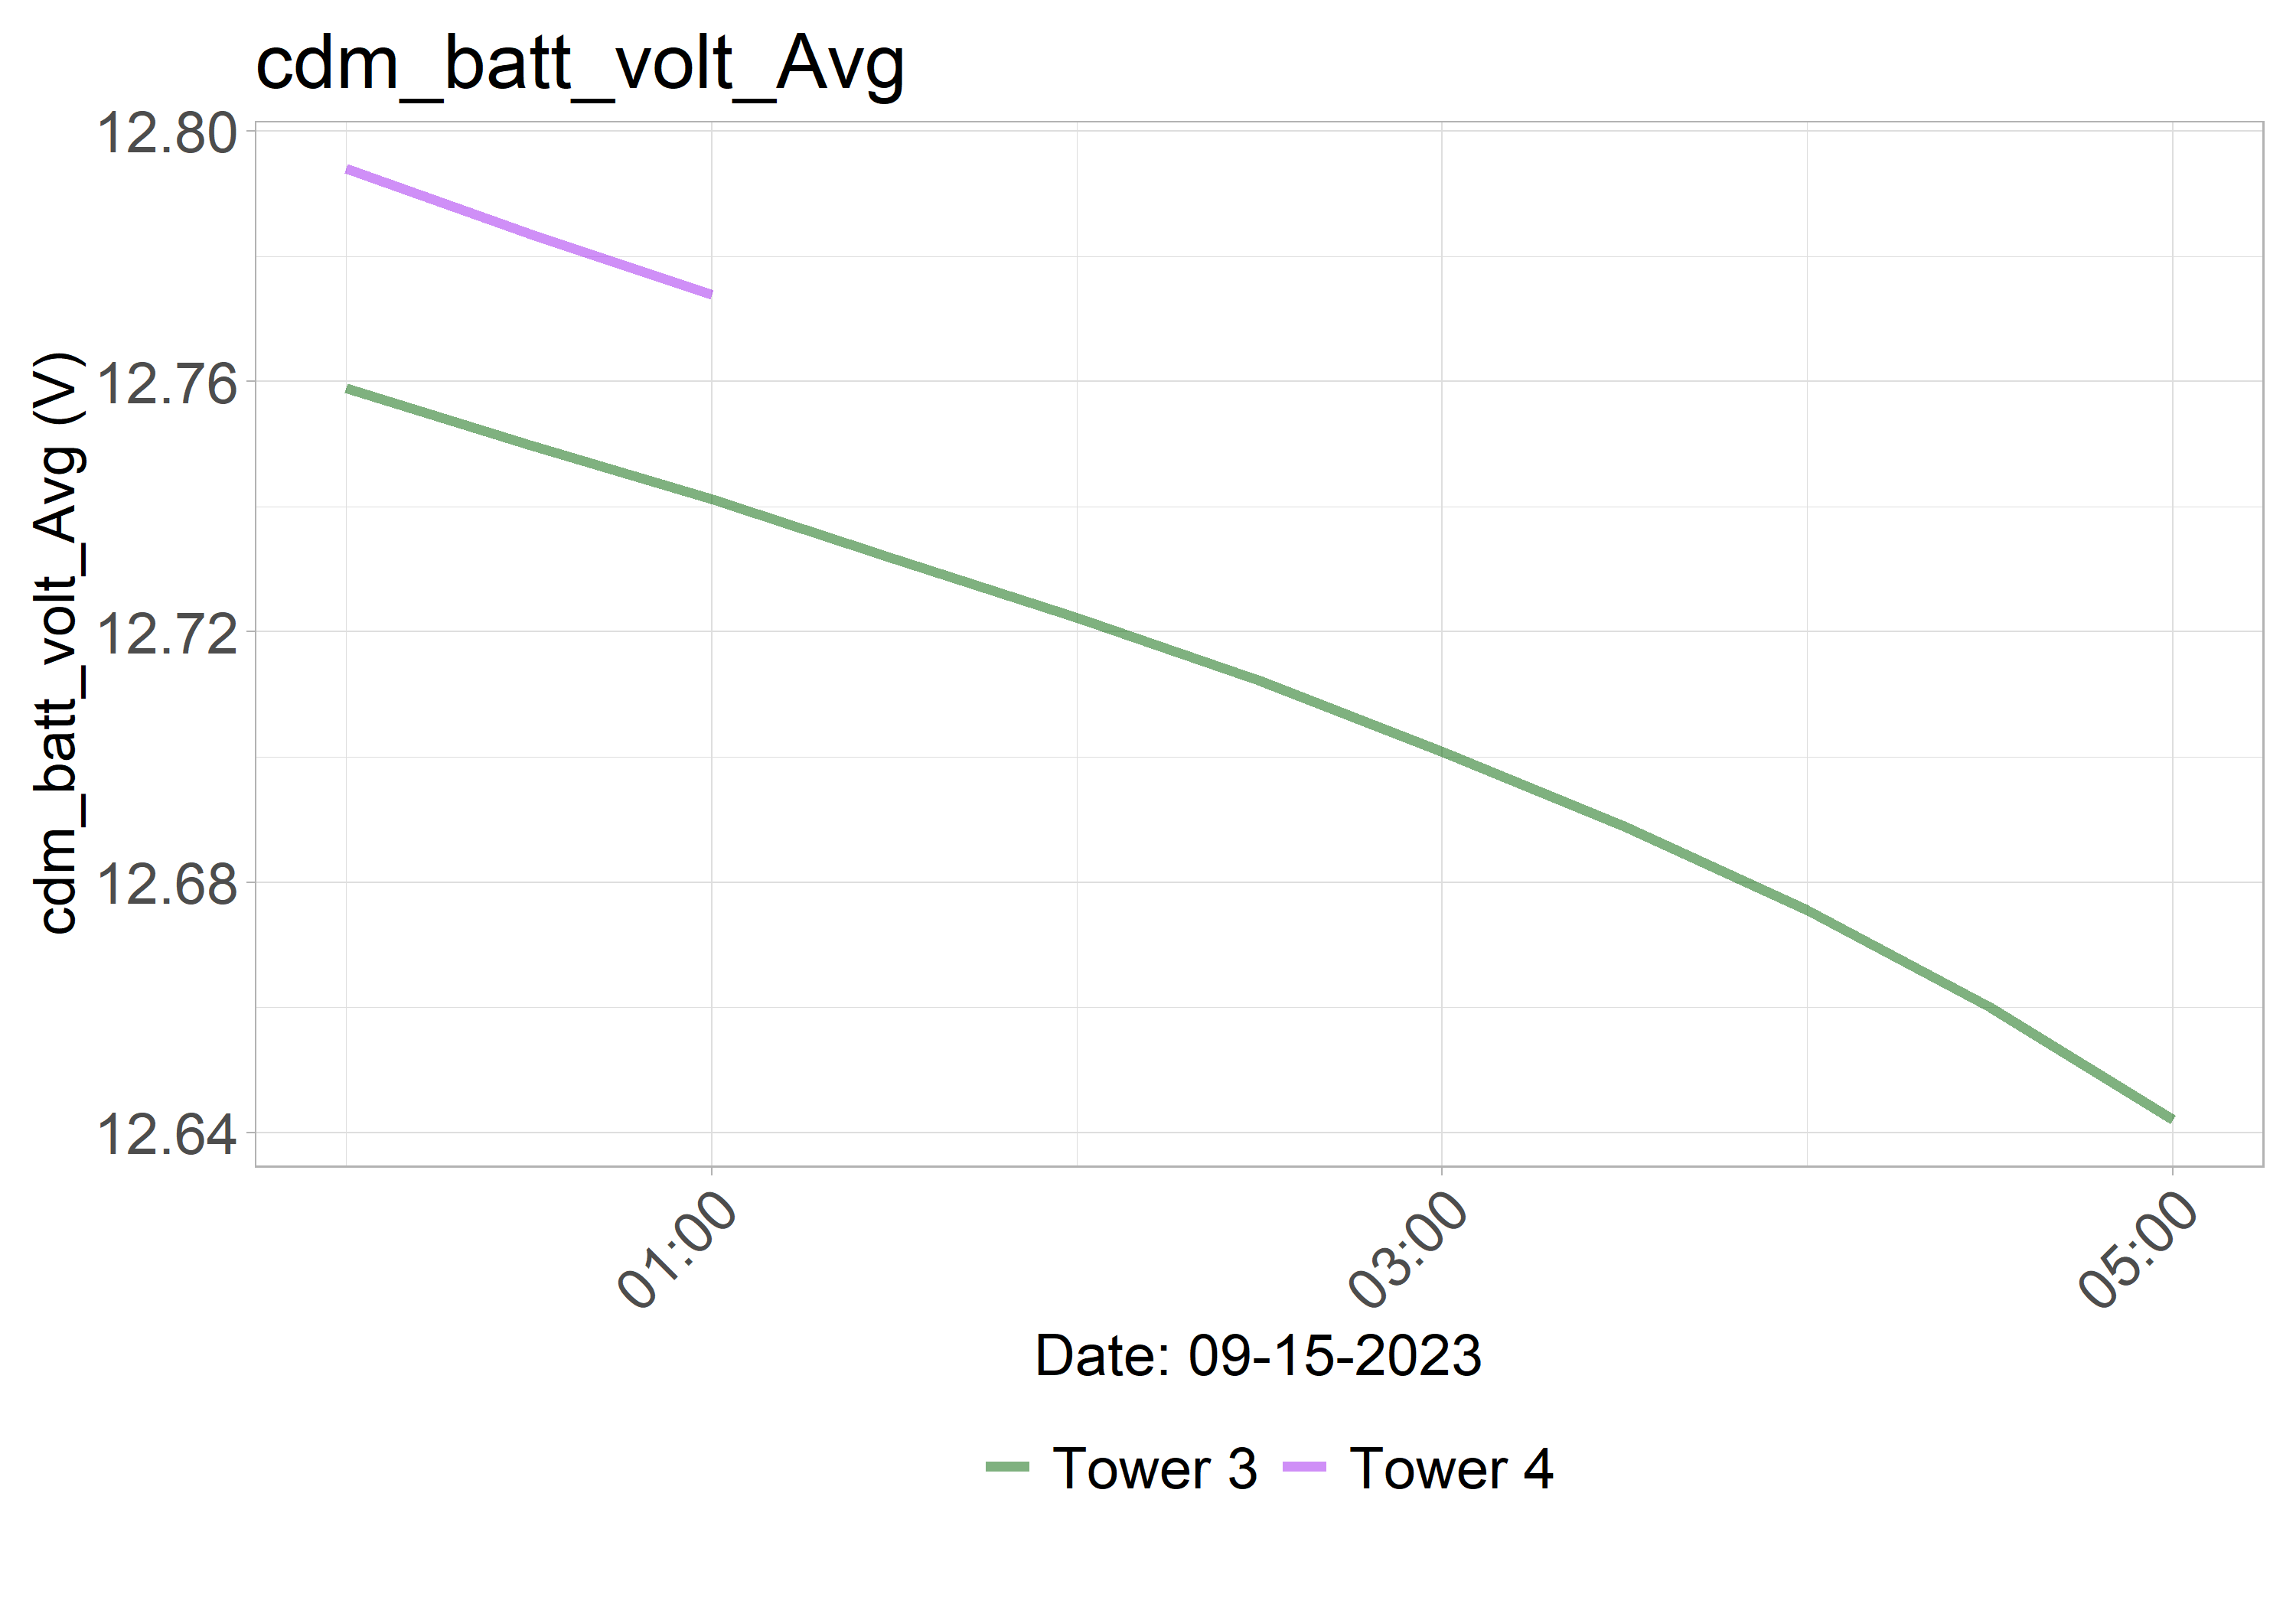 cdm_batt_volt_Avg
cdm_batt_volt_Avg (V)
12.80
12.76
12.72
12.68
12.64
01:00
03:00
05:00
Date: 09-15-2023
Tower 3
Tower 4